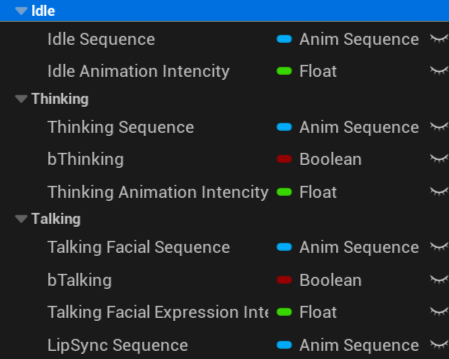 Idle
Idle Sequence Anim Sequence
Idle Animation Intencity Float
Thinking
Thinking Sequence Anim Sequence
bThinking Boolean
Thinking Animation Intencity Float
Talking
Talking Facial Sequence Anim Sequence
bTalking Boolean
Talking Facial Expression Inte Float
LipSync Sequence Anim Sequence